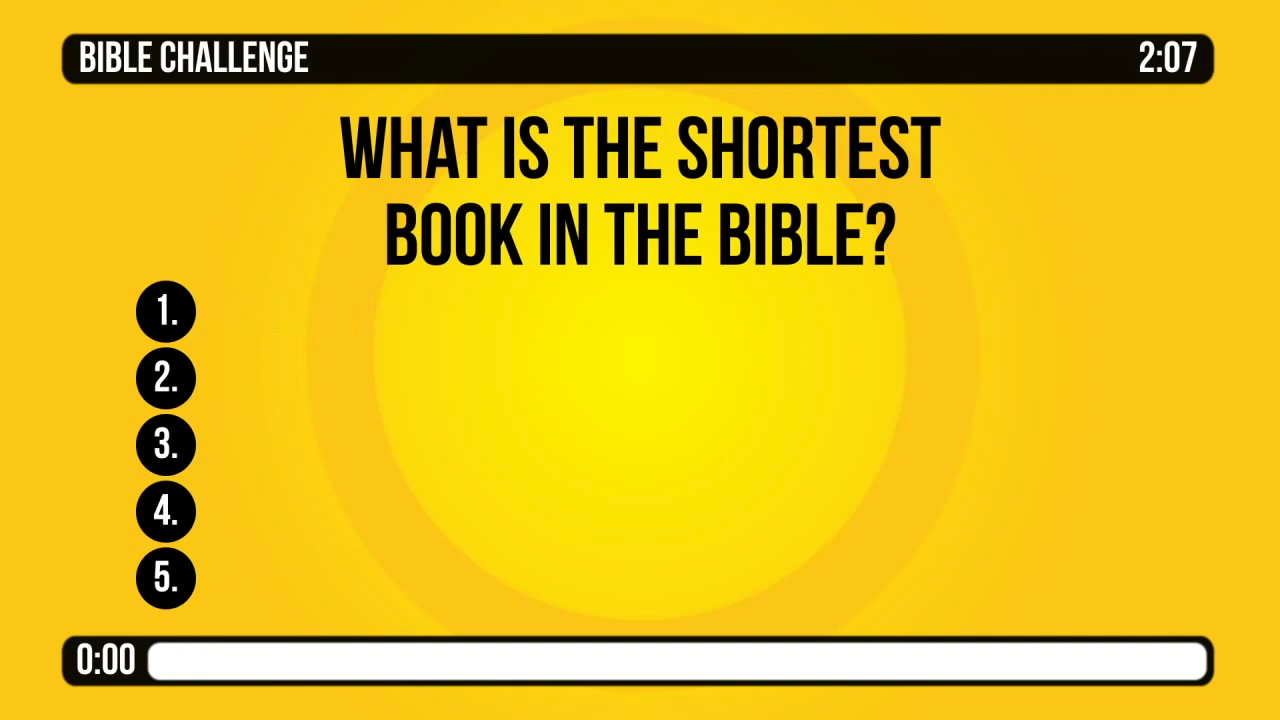 BIBLE CHALLENGE
2:07
WHAT IS THE SHORTEST
BOOK IN THE BIBLE?
1.
2.
3.
4.
5.
0:00